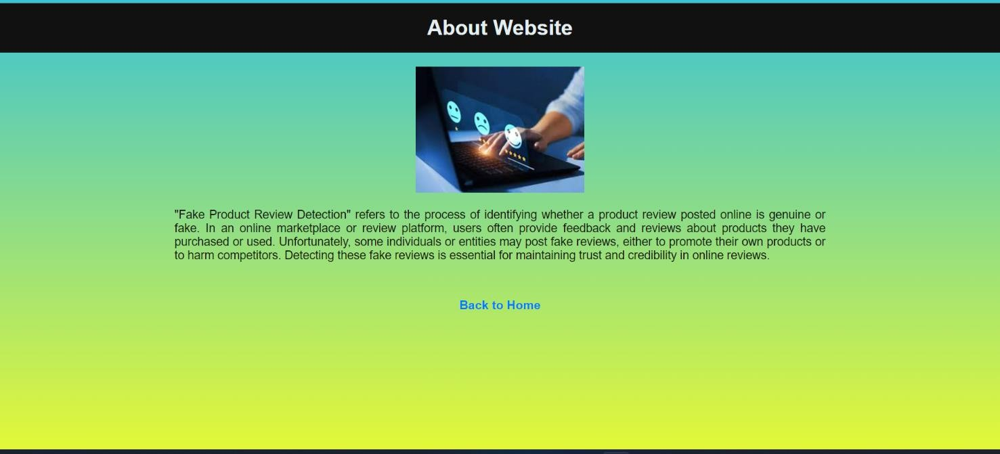 About Website
"Fake Product Review Detection" refers to the process of identifying whether a product review posted online is genuine or
fake. In an online marketplace or review platform, users often provide feedback and reviews about products they have
purchased or used. Unfortunately, some individuals or entities may post fake reviews, either to promote their own products or
to harm competitors. Detecting these fake reviews is essential for maintaining trust and credibility in online reviews.
Back to Home